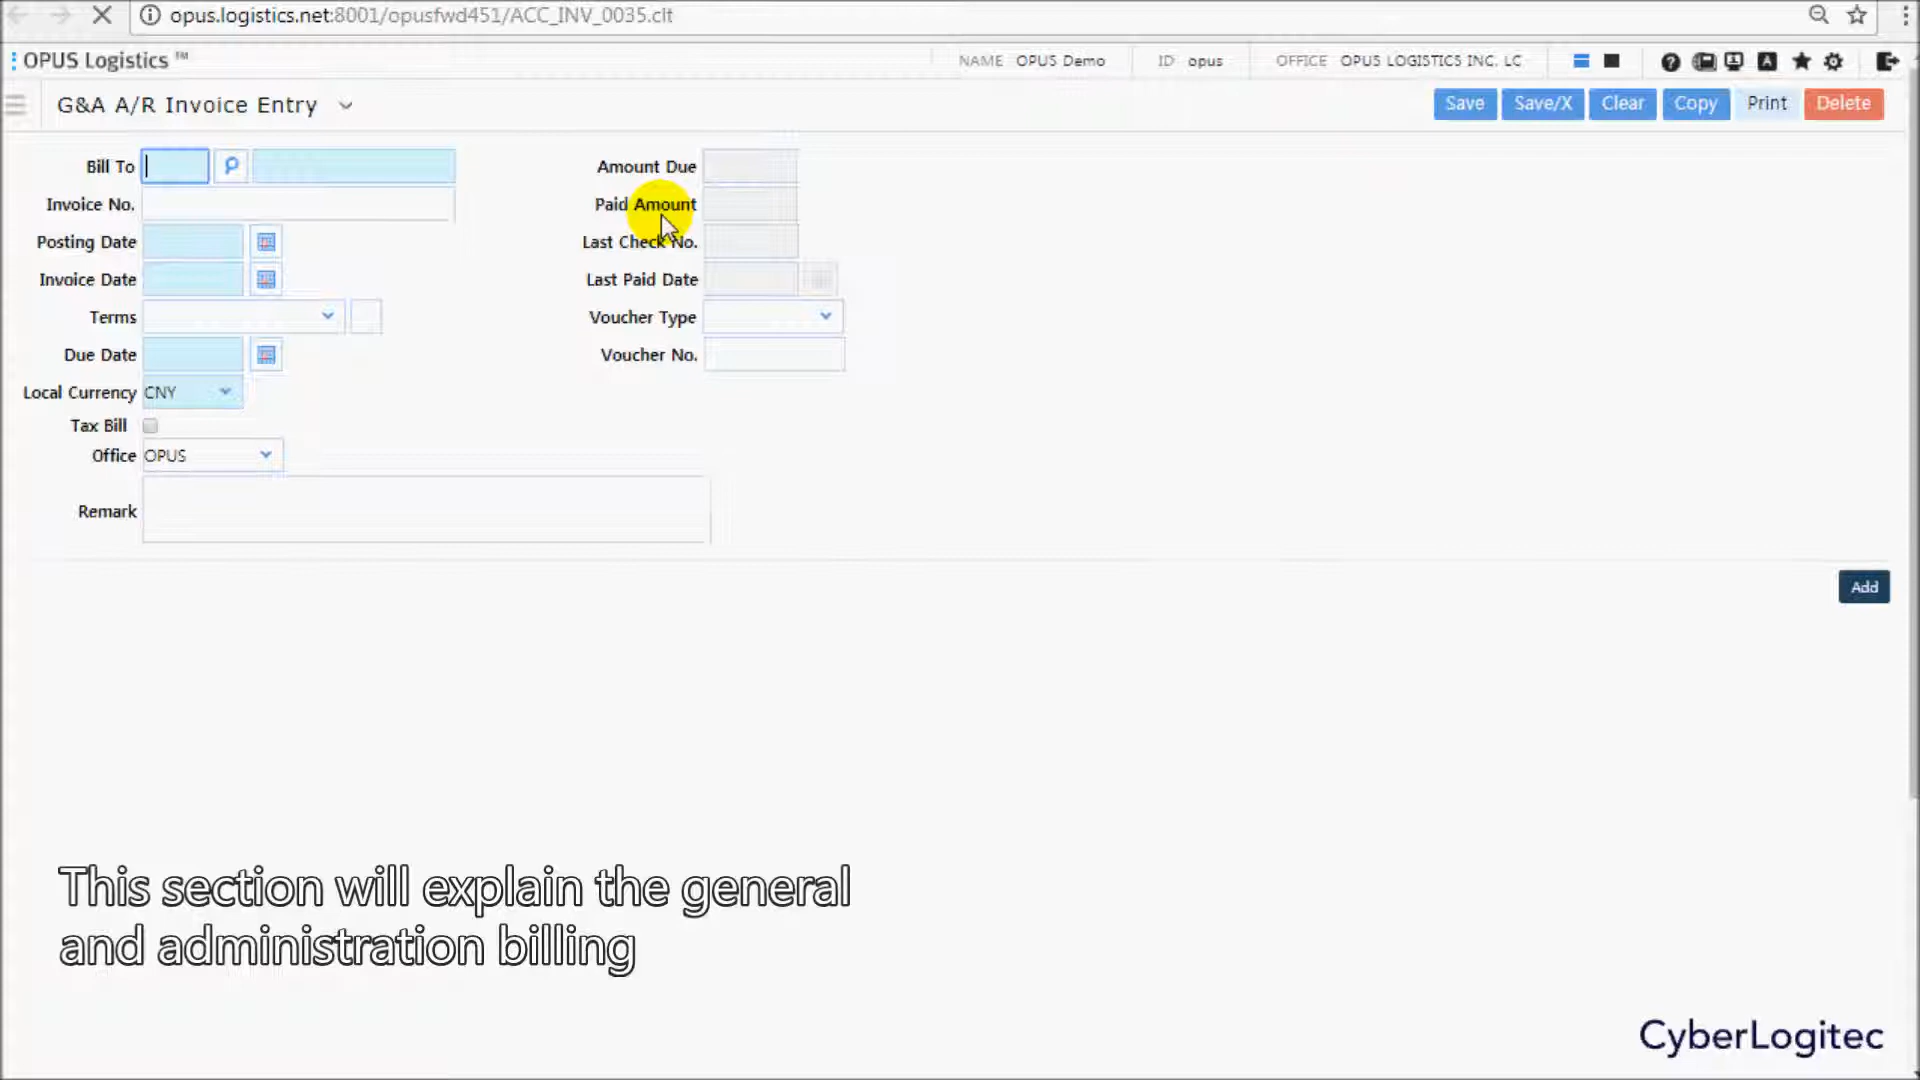 opus.logistics.net:8001/opusfwd451/ACC_INV_0035.clt
OPUS Logistics ™
NAME OPUS Demo ID opus OFFICE OPUS LOGISTICS INC. LC
G&A A/R Invoice Entry
Save Save/X Clear Copy Print Delete
Bill To
Amount Due
Invoice No.
Paid Amount
Posting Date
Last Check No.
Invoice Date
Last Paid Date
Terms
Voucher Type
Due Date
Voucher No.
Local Currency CNY
Tax Bill
Office OPUS
Remark
Add
This section will explain the general
and administration billing
CyberLogitec